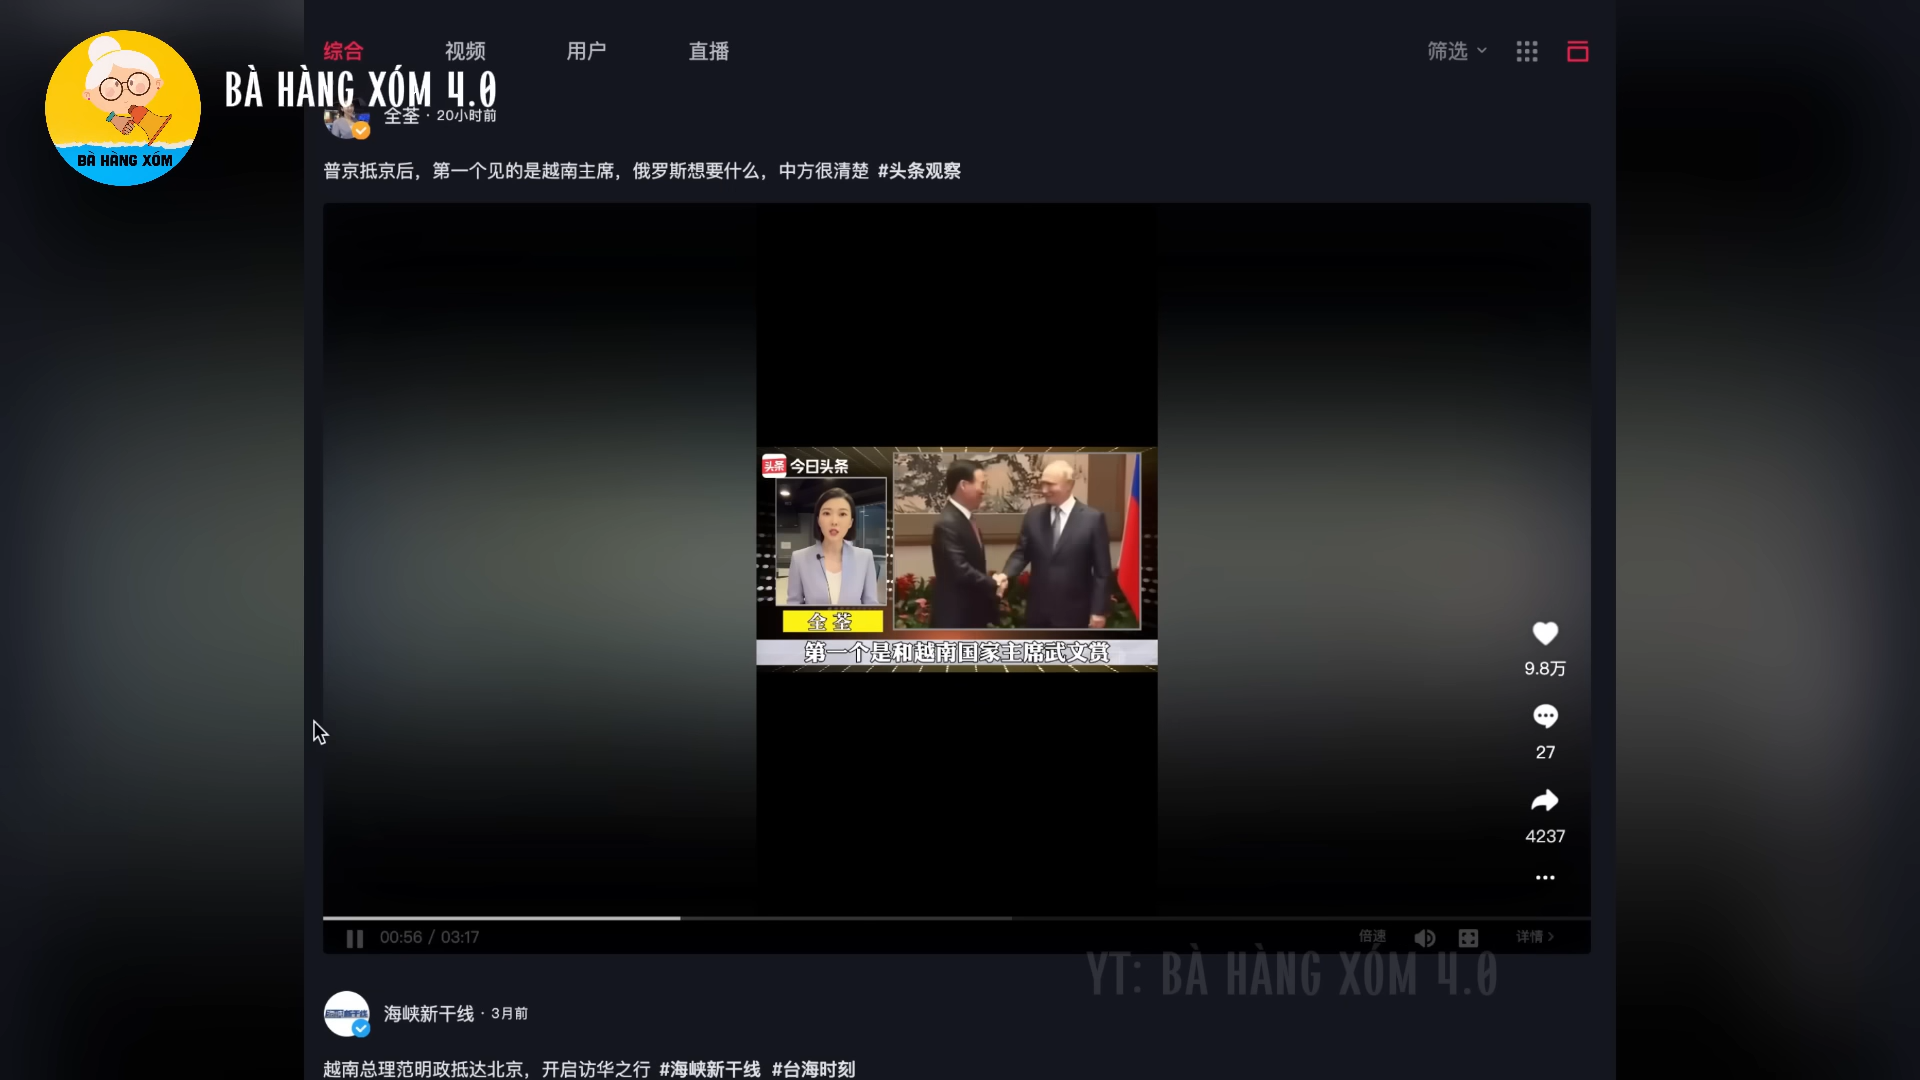 综合
视频
用户
直播
筛选
BÀ HÀNG XÓM 4.0
BÀ HÀNG XÓM
全荃 · 20小时前
普京抵京后，第一个见的是越南主席，俄罗斯想要什么，中方很清楚 #头条观察
头条 今日头条
全荃
第一个是和越南国家主席武文赏
9.8万
27
4237
00:56 / 03:17
倍速
详情
YT: BÀ HÀNG XÓM 4.0
海峡新干线 · 3月前
越南总理范明政抵达北京，开启访华之行 #海峡新干线 #台海时刻